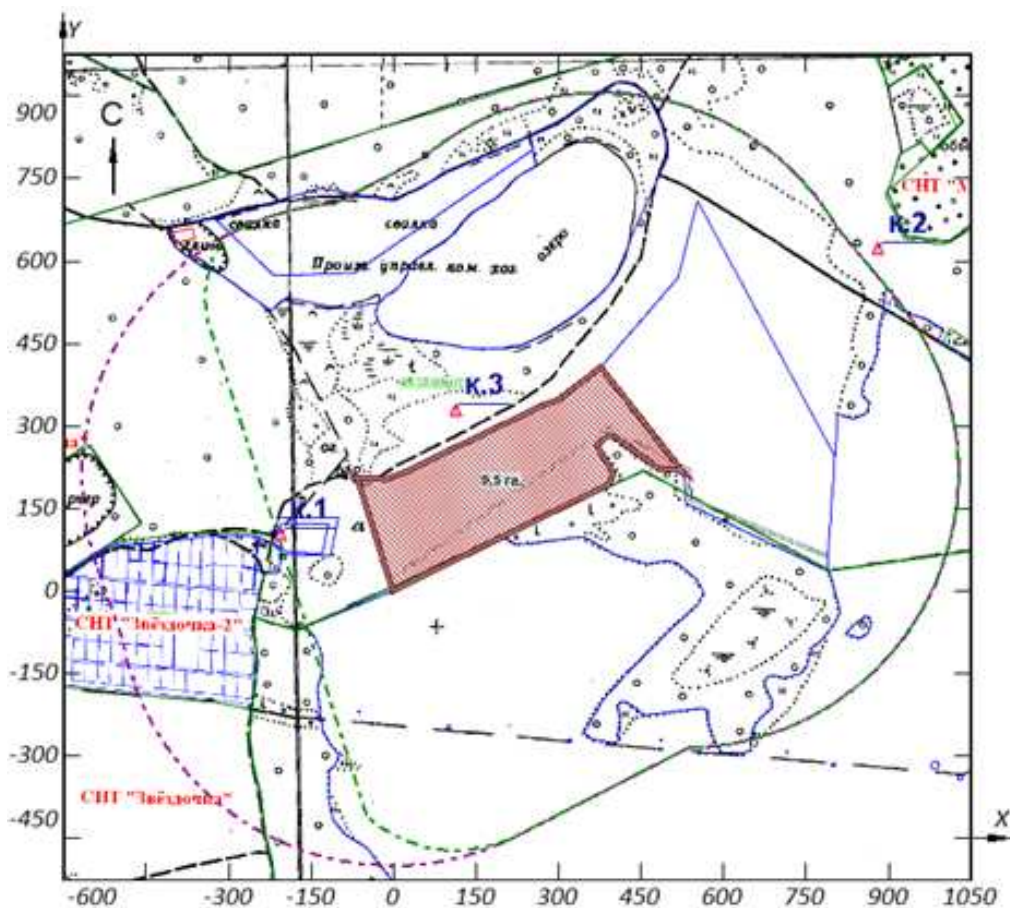 Y
900
С
750
СНТ "М
к.2
свалка
свалка
600
Произ. управл. ком. хоз.
озеро
450
к.3
300
9,5 га.
150
к.1
0
СНТ "Звёздочка-2"
-150
-300
СНТ "Звёздочка"
-450
X
-600 -300 -150 0 150 300 450 600 750 900 1050